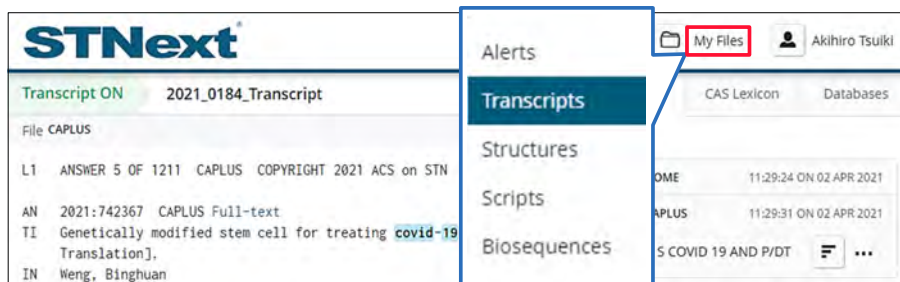 STNext
My Files
Akihiro Tsuiki
Alerts
Transcripts
Structures
Scripts
Biosequences
Transcript ON 2021_0184_Transcript
CAS Lexicon Databases
File CAPLUS
L1 ANSWER 5 OF 1211 CAPLUS COPYRIGHT 2021 ACS on STN
OME 11:29:24 ON 02 APR 2021
AN 2021:742367 CAPLUS Full-text
APLUS 11:29:31 ON 02 APR 2021
TI Genetically modified stem cell for treating covid-19
Translation].
S COVID 19 AND P/DT
IN Weng, Binghuan